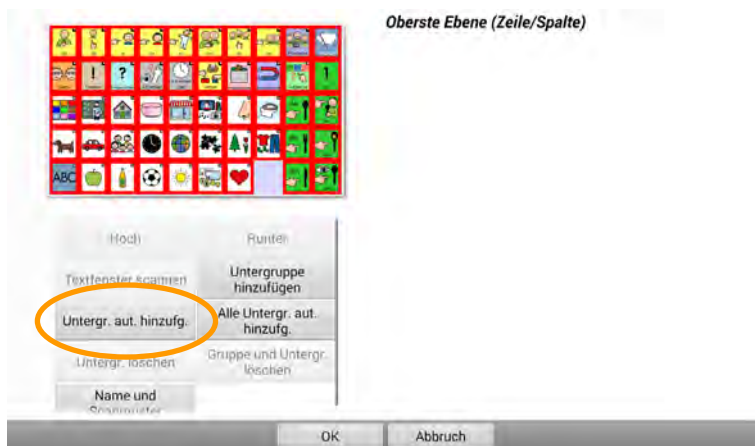 Oberste Ebene (Zeile/Spalte)
!
?
ABC
Hoch
Runter
Textfenster scannen
Untergruppe
hinzufügen
Untergr. aut. hinzufg.
Alle Untergr. aut.
hinzufg.
Untergr. löschen
Gruppe und Untergr.
löschen
Name und
Scanmuster
OK
Abbruch